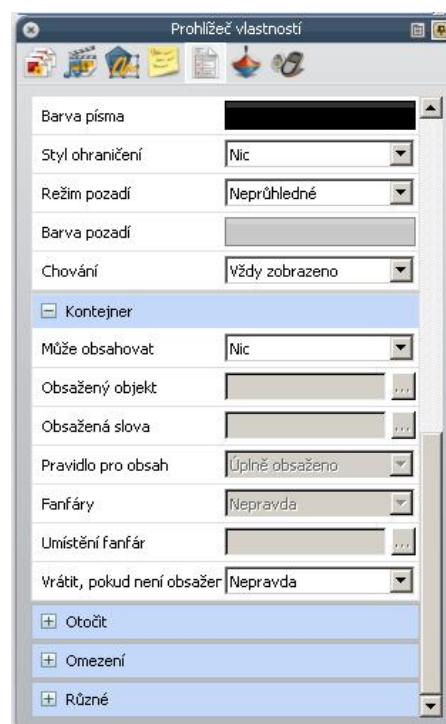 Prohlížeč vlastností
Barva písma
Styl ohraničení Nic
Režim pozadí Neprůhledné
Barva pozadí
Chování Vždy zobrazeno
Kontejner
Může obsahovat Nic
Obsažený objekt ...
Obsažená slova ...
Pravidlo pro obsah Úplně obsaženo
Fanfáry Nepravda
Umístění fanfár ...
Vrátit, pokud není obsažer Nepravda
Otočit
Omezení
Různé